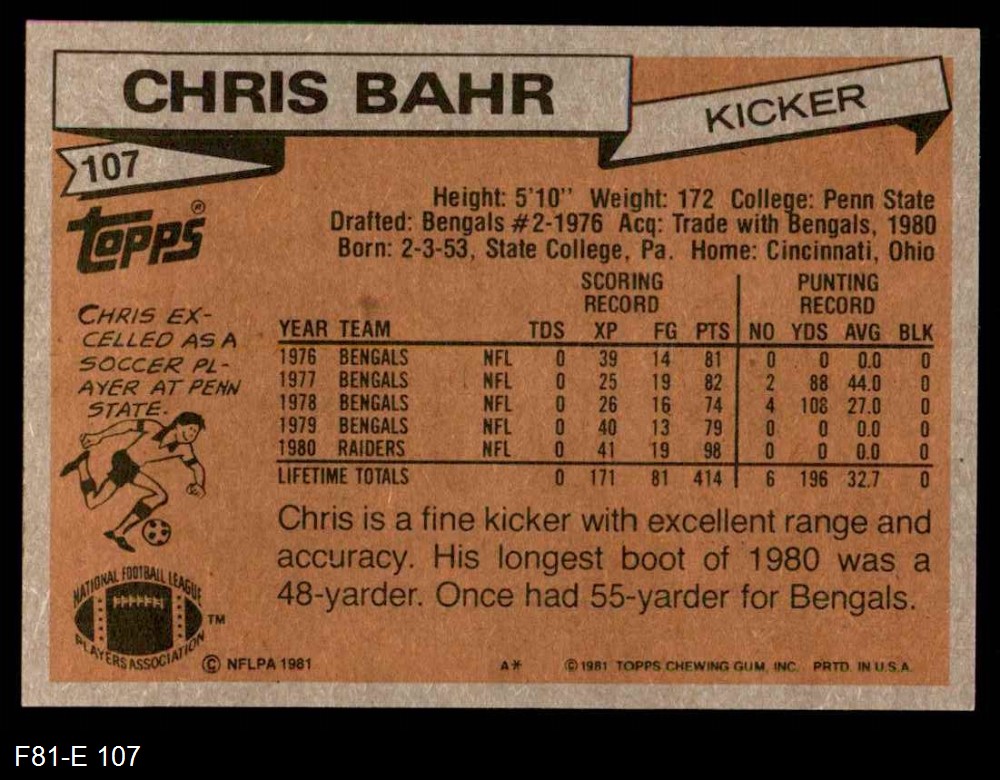 CHRIS BAHR
KICKER
107
Topps®
Height: 5'10" Weight: 172 College: Penn State
Drafted: Bengals #2-1976 Acq: Trade with Bengals, 1980
Born: 2-3-53, State College, Pa. Home: Cincinnati, Ohio
CHRIS EX-
CELLED AS A
SOCCER PL-
AYER AT PENN
STATE.
SCORING RECORD PUNTING RECORD
YEAR TEAM TDS XP FG PTS NO YDS AVG BLK
1976 BENGALS NFL 0 39 14 81 0 0 0.0 0
1977 BENGALS NFL 0 25 19 82 2 88 44.0 0
1978 BENGALS NFL 0 26 16 74 4 108 27.0 0
1979 BENGALS NFL 0 40 13 79 0 0 0.0 0
1980 RAIDERS NFL 0 41 19 98 0 0 0.0 0
LIFETIME TOTALS 0 171 81 414 6 196 32.7 0
Chris is a fine kicker with excellent range and
accuracy. His longest boot of 1980 was a
48-yarder. Once had 55-yarder for Bengals.
NATIONAL FOOTBALL LEAGUE
PLAYERS ASSOCIATION
TM
© NFLPA 1981 A* © 1981 TOPPS CHEWING GUM, INC. PRTD. IN U.S.A.
F81-E 107